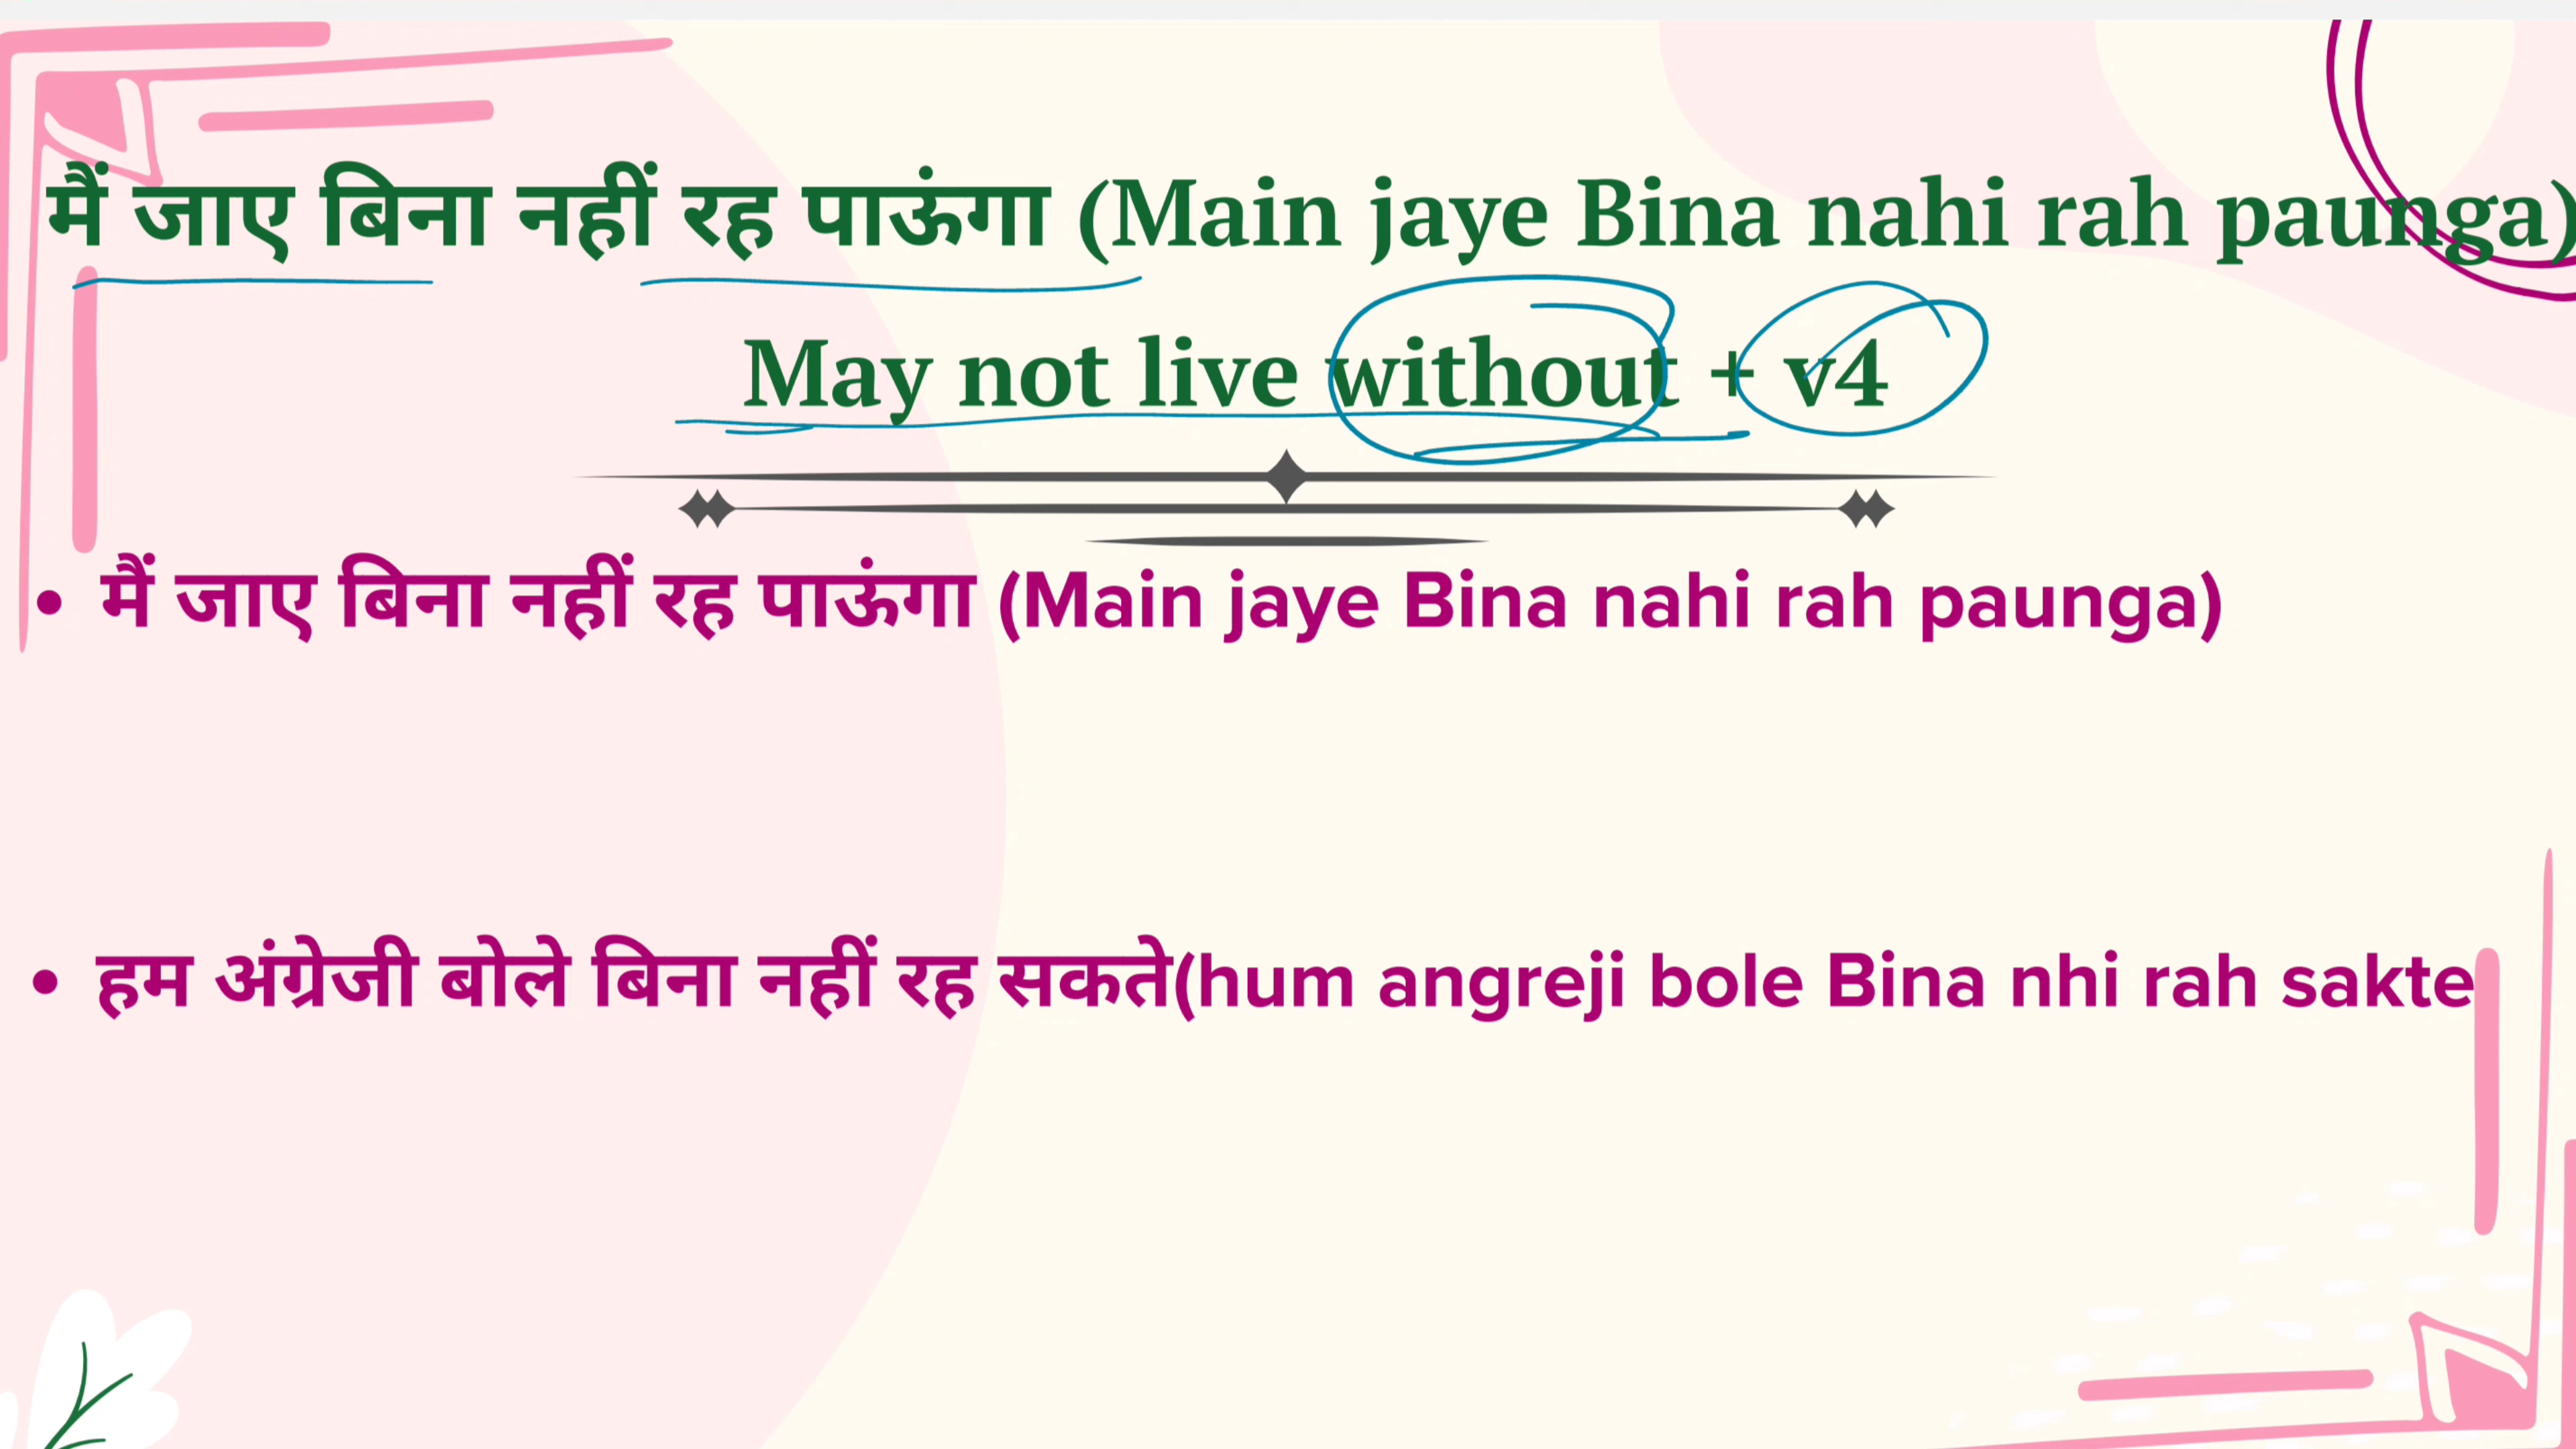 मैं जाए बिना नहीं रह पाऊंगा (Main jaye Bina nahi rah paunga)
May not live without + v4
• मैं जाए बिना नहीं रह पाऊंगा (Main jaye Bina nahi rah paunga)
• हम अंग्रेजी बोले बिना नहीं रह सकते(hum angreji bole Bina nhi rah sakte